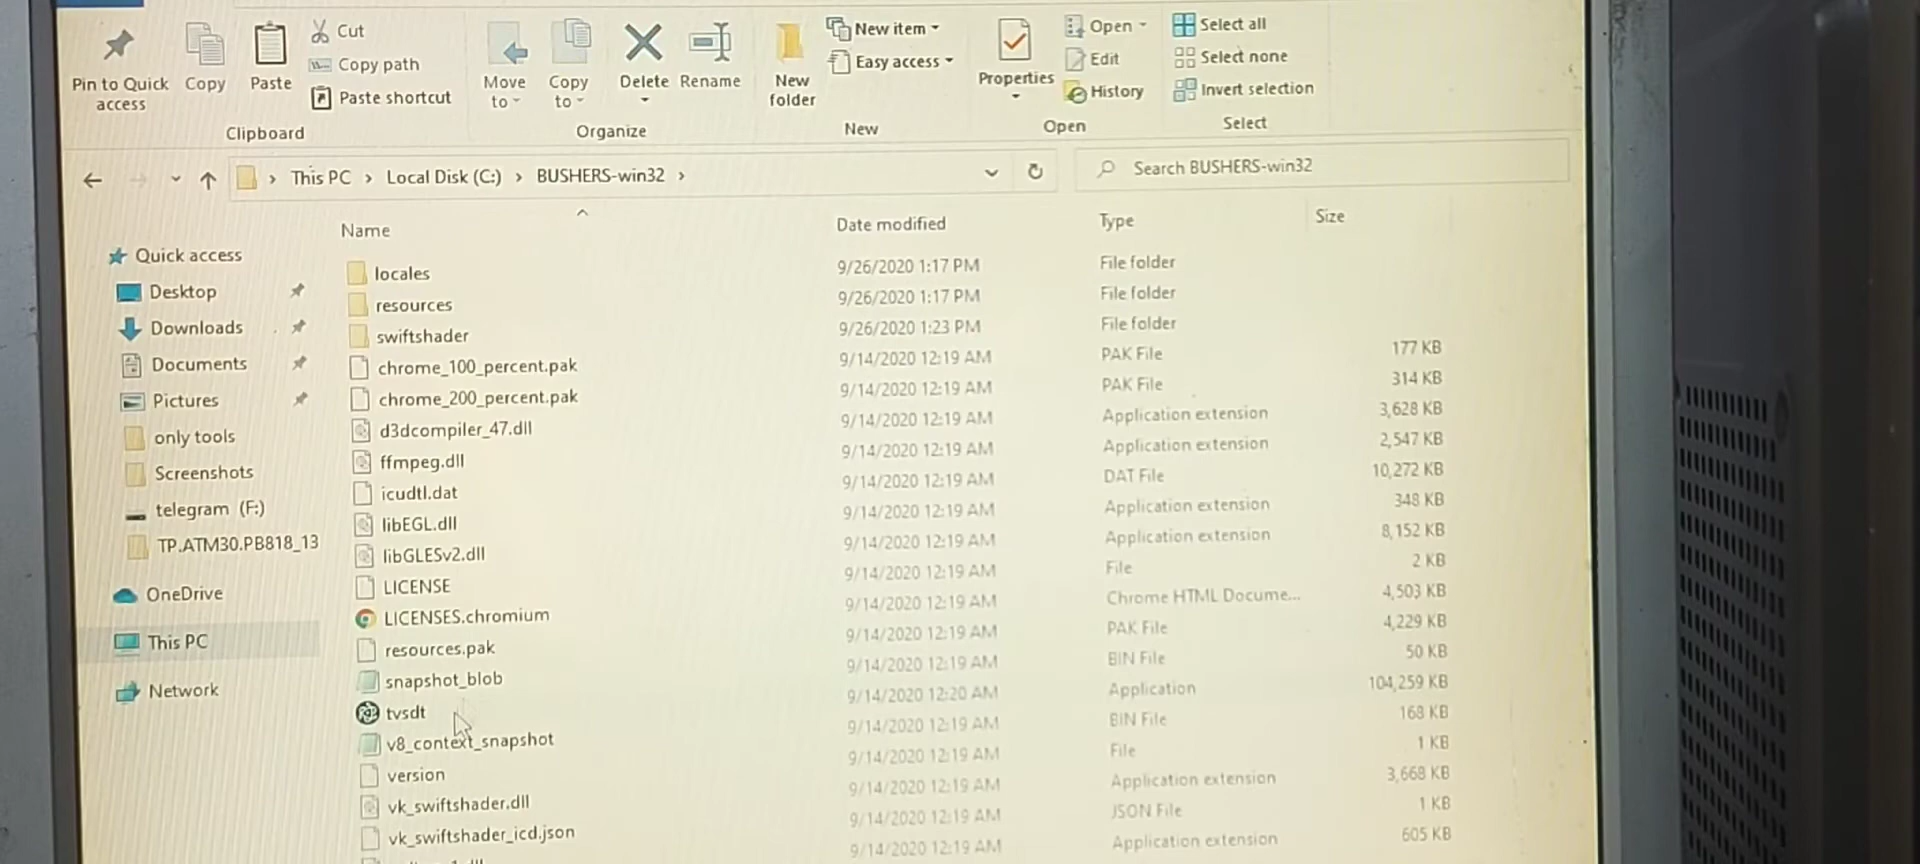 Pin to Quick access
Copy
Paste
Cut
Copy path
Paste shortcut
Clipboard
Move to
Copy to
Delete
Rename
Organize
New folder
New item
Easy access
New
Properties
Open
Edit
History
Open
Select all
Select none
Invert selection
Select
This PC > Local Disk (C:) > BUSHERS-win32 >
Search BUSHERS-win32
Quick access
Desktop
Downloads
Documents
Pictures
only tools
Screenshots
telegram (F:)
TP.ATM30.PB818_13
OneDrive
This PC
Network
Name Date modified Type Size
locales 9/26/2020 1:17 PM File folder
resources 9/26/2020 1:17 PM File folder
swiftshader 9/26/2020 1:23 PM File folder
chrome_100_percent.pak 9/14/2020 12:19 AM PAK File 177 KB
chrome_200_percent.pak 9/14/2020 12:19 AM PAK File 314 KB
d3dcompiler_47.dll 9/14/2020 12:19 AM Application extension 3,628 KB
ffmpeg.dll 9/14/2020 12:19 AM Application extension 2,547 KB
icudtl.dat 9/14/2020 12:19 AM DAT File 10,272 KB
libEGL.dll 9/14/2020 12:19 AM Application extension 348 KB
libGLESv2.dll 9/14/2020 12:19 AM Application extension 8,152 KB
LICENSE 9/14/2020 12:19 AM File 2 KB
LICENSES.chromium 9/14/2020 12:19 AM Chrome HTML Docume... 4,503 KB
resources.pak 9/14/2020 12:19 AM PAK File 4,229 KB
snapshot_blob 9/14/2020 12:19 AM BIN File 50 KB
tvsdt 9/14/2020 12:20 AM Application 104,259 KB
v8_context_snapshot 9/14/2020 12:19 AM BIN File 168 KB
version 9/14/2020 12:19 AM File 1 KB
vk_swiftshader.dll 9/14/2020 12:19 AM Application extension 3,668 KB
vk_swiftshader_icd.json 9/14/2020 12:19 AM JSON File 1 KB
9/14/2020 12:19 AM Application extension 605 KB